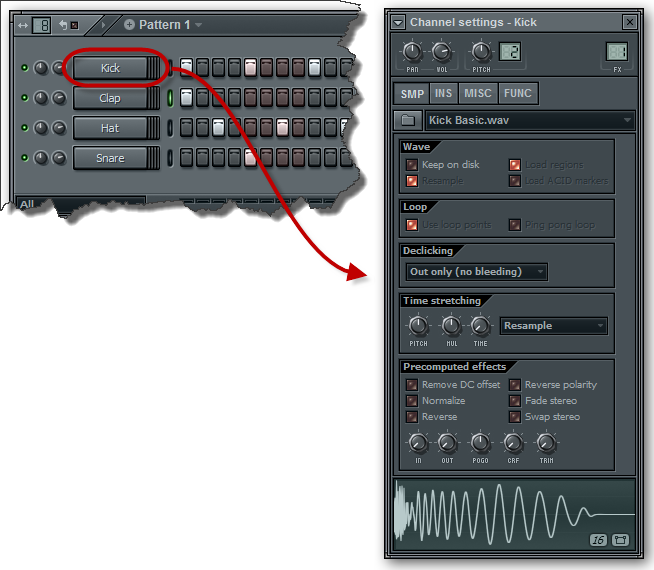 8 Pattern 1
Kick
Clap
Hat
Snare
All
Channel settings - Kick
2 1
PAN VOL PITCH FX
SMP INS MISC FUNC
Kick Basic.wav
Wave
Keep on disk Load regions
Resample Load ACID markers
Loop
Use loop points Ping pong loop
Declicking
Out only (no bleeding)
Time stretching
Resample
PITCH MUL TIME
Precomputed effects
Remove DC offset Reverse polarity
Normalize Fade stereo
Reverse Swap stereo
IN OUT POGO CRF TRIM
16